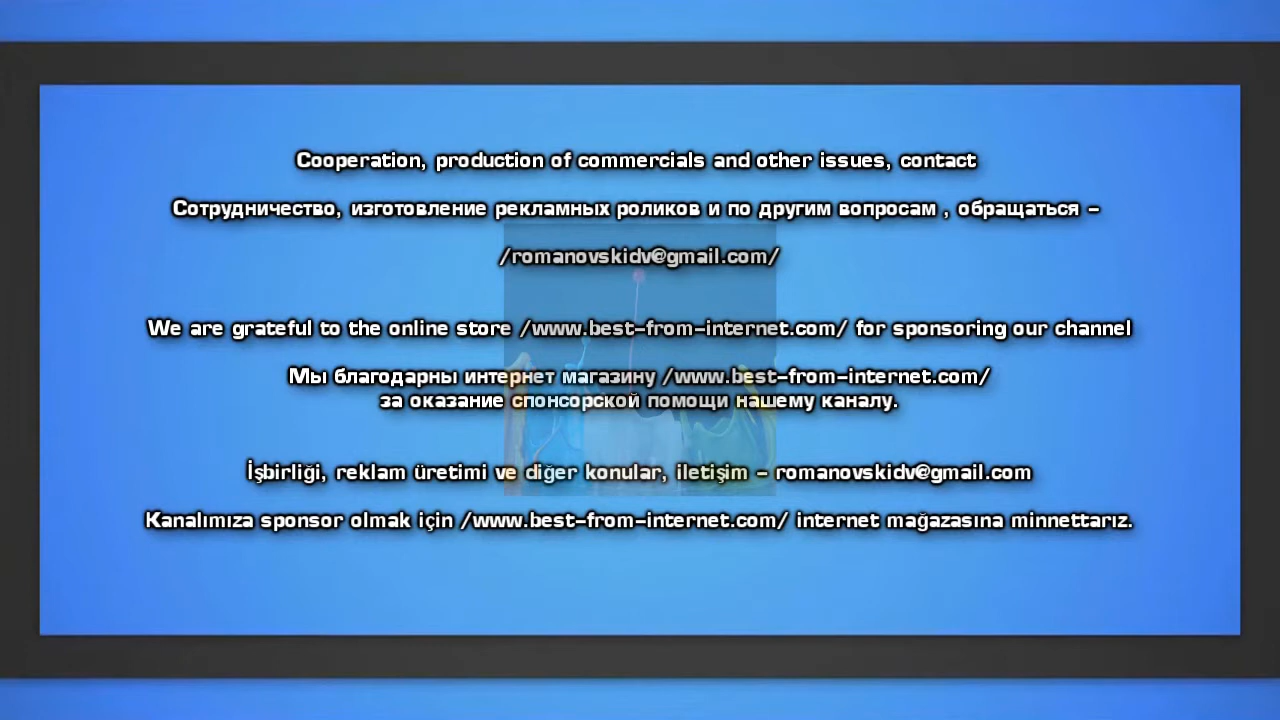 Cooperation, production of commercials and other issues, contact
Сотрудничество, изготовление рекламных роликов и по другим вопросам , обращаться -
/romanovskidv@gmail.com/
We are grateful to the online store /www.best-from-internet.com/ for sponsoring our channel
Мы благодарны интернет магазину /www.best-from-internet.com/
за оказание спонсорской помощи нашему каналу.
İşbirliği, reklam üretimi ve diğer konular, iletişim - romanovskidv@gmail.com
Kanalımıza sponsor olmak için /www.best-from-internet.com/ internet mağazasına minnettarız.